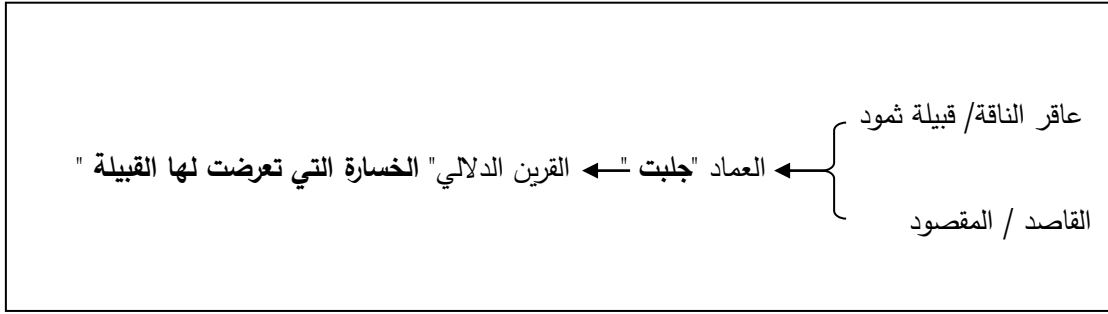 عاقر الناقة/ قبيلة ثمود
العماد "جلبت " القرين الدلالي" الخسارة التي تعرضت لها القبيلة "
القاصد / المقصود